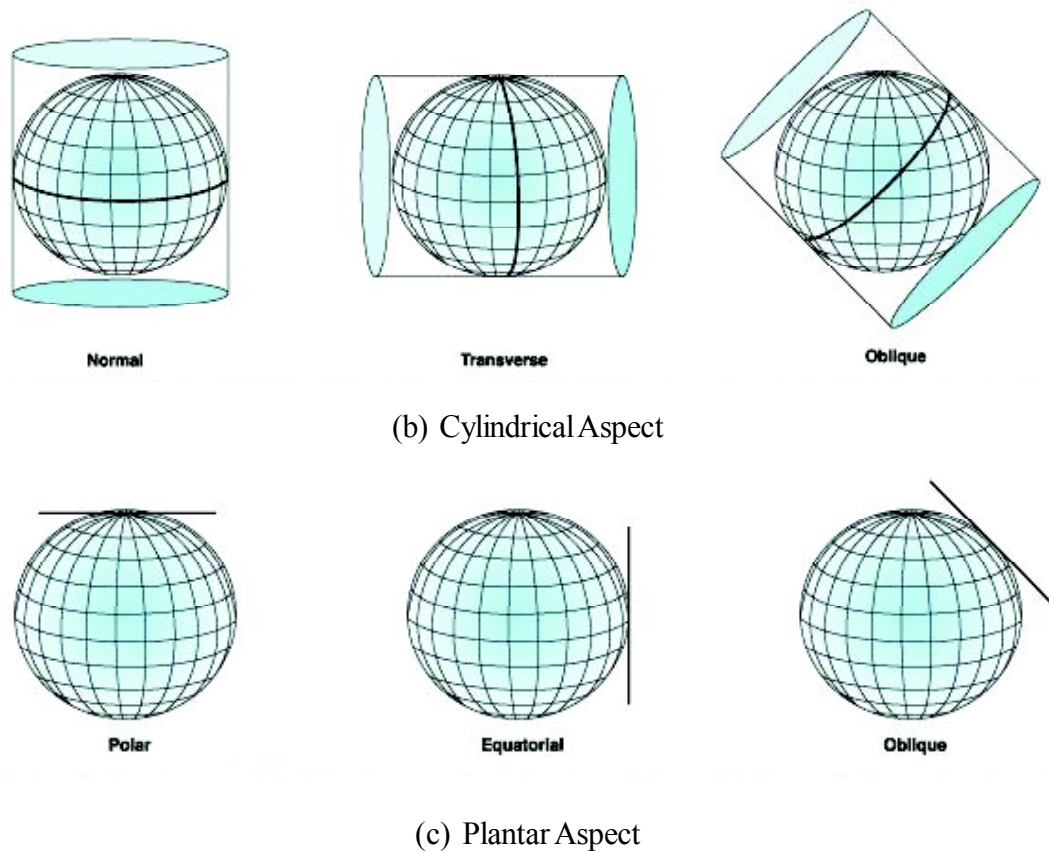 Normal Transverse Oblique
(b) Cylindrical Aspect
Polar Equatorial Oblique
(c) Plantar Aspect